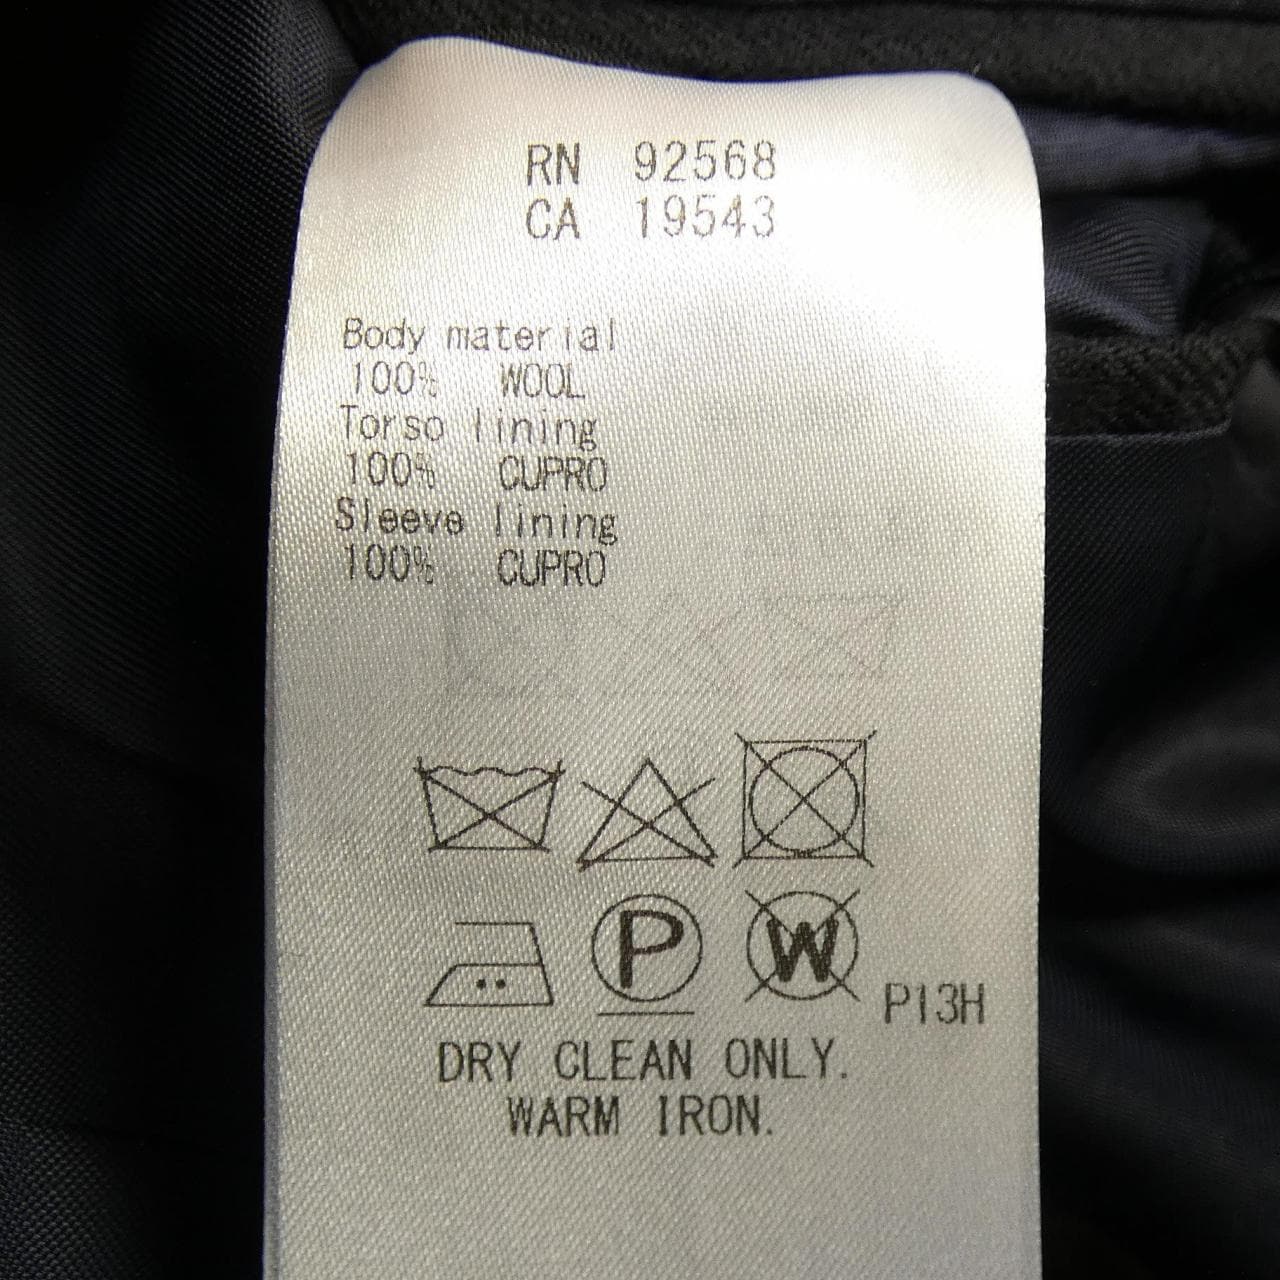 RN 92568
CA 19543
Body material
100% WOOL
Torso lining
100% CUPRO
Sleeve lining
100% CUPRO
P W
P13H
DRY CLEAN ONLY.
WARM IRON.